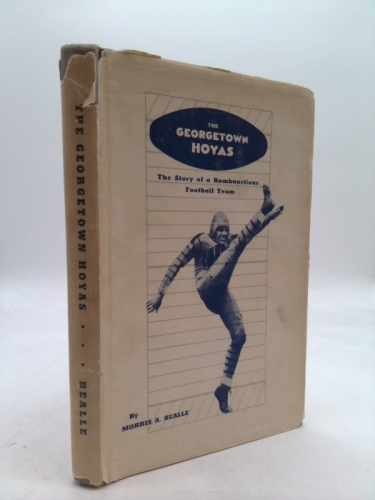 THE GEORGETOWN HOYAS . . . BEALLE
THE
GEORGETOWN
HOYAS
The Story of a Rambunctious
Football Team
By
MORRIS A. BEALLE